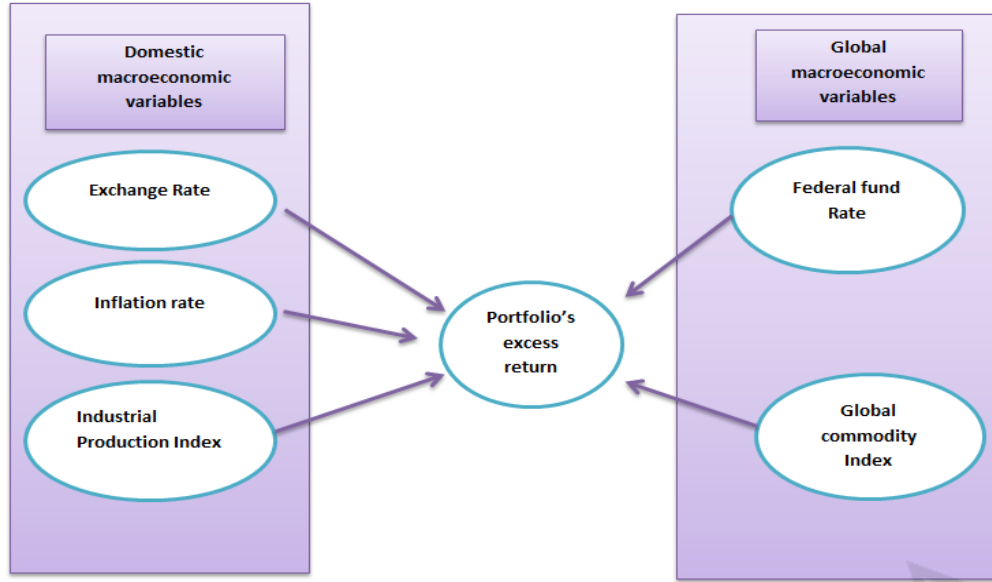 Domestic
macroeconomic
variables
Exchange Rate
Inflation rate
Industrial
Production Index
Portfolio's
excess
return
Global
macroeconomic
variables
Federal fund
Rate
Global
commodity
Index